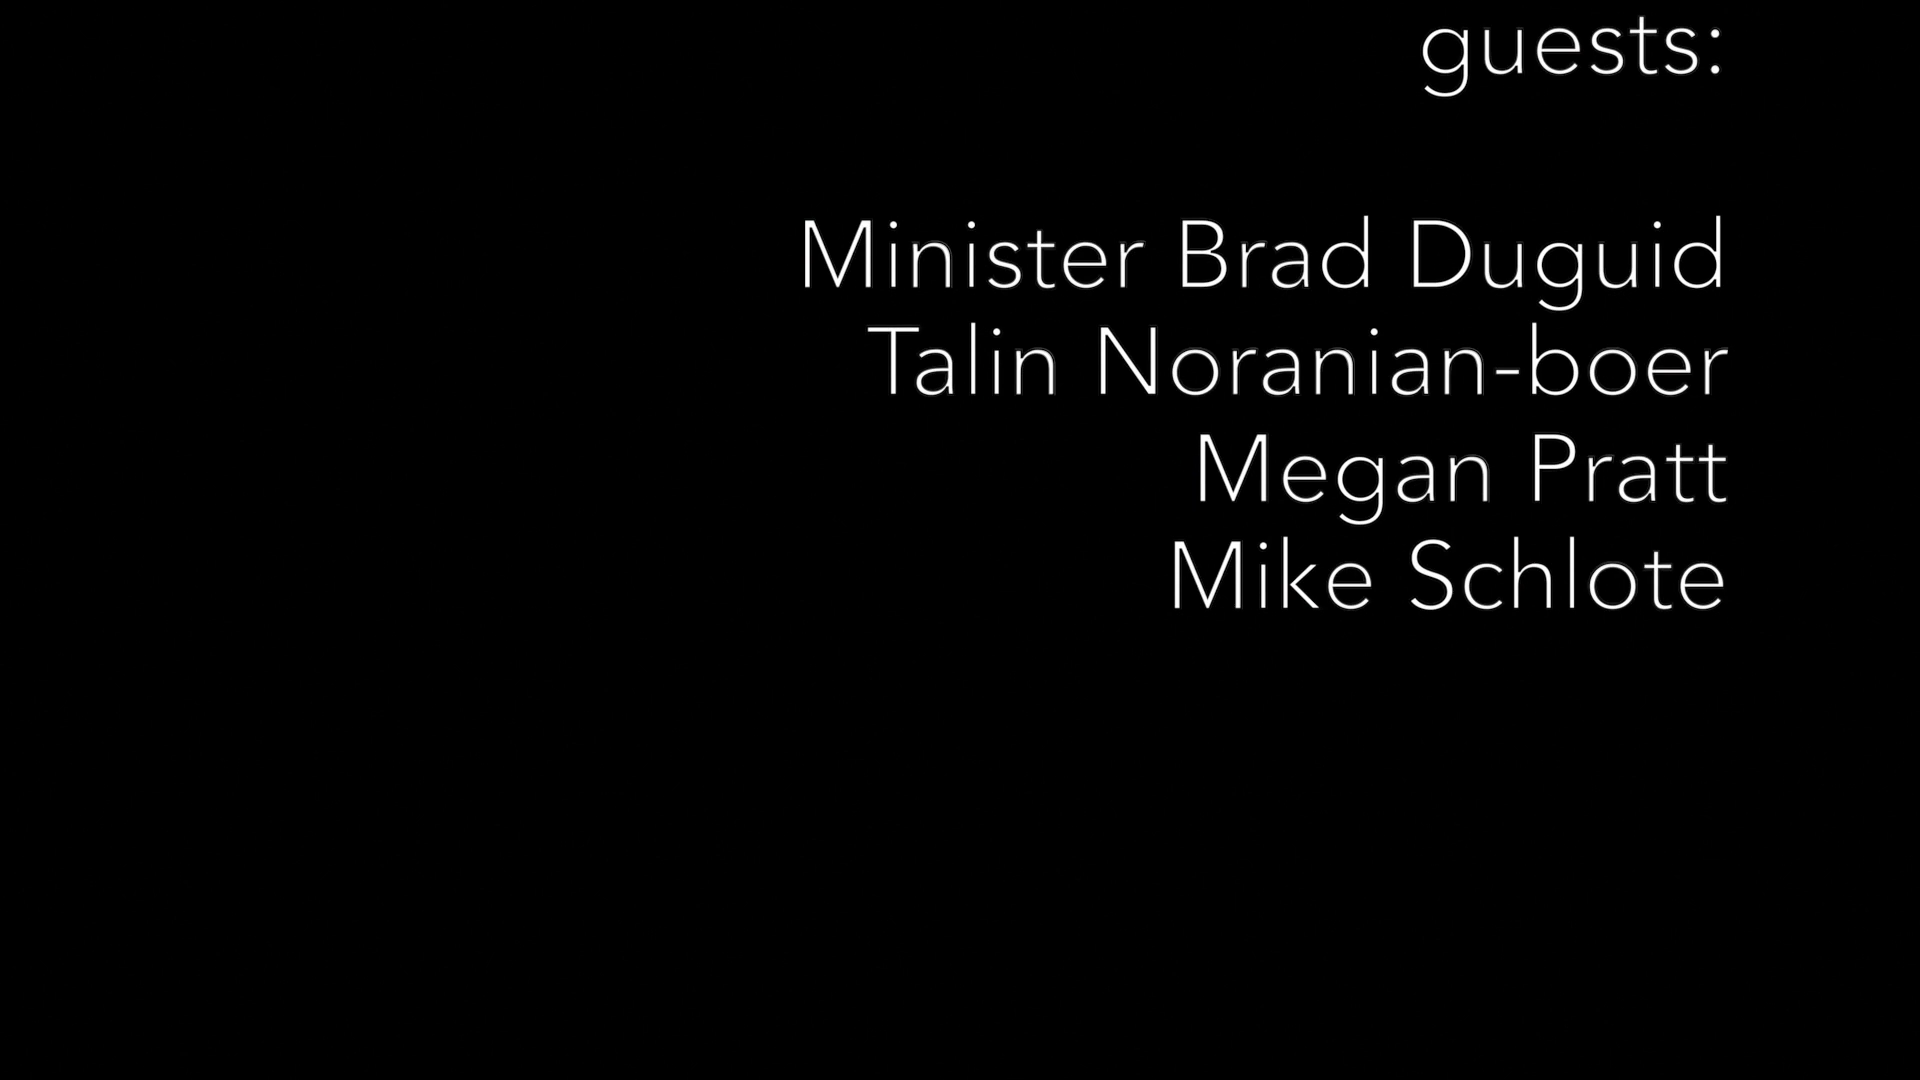 guests:
Minister Brad Duguid
Talin Noranian-boer
Megan Pratt
Mike Schlote